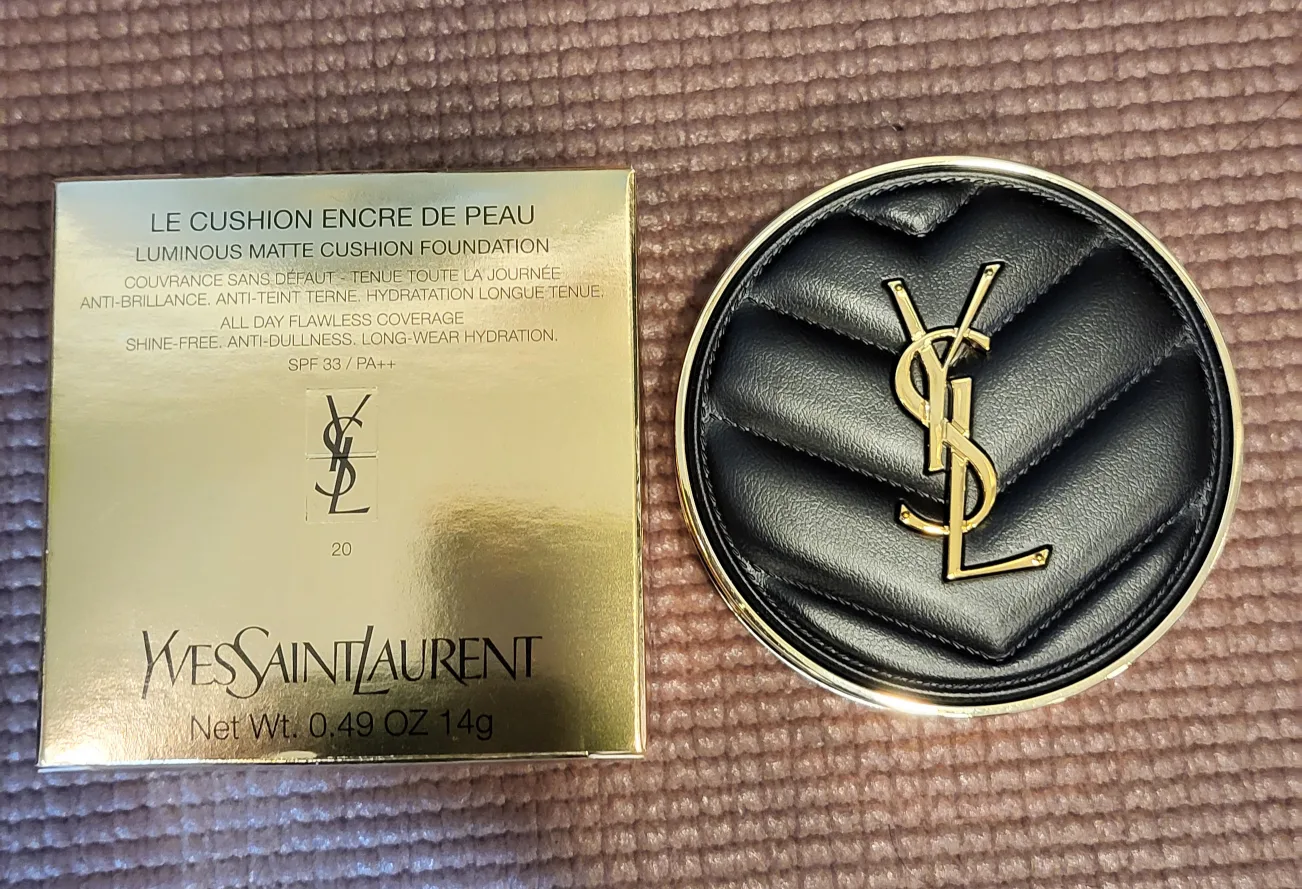 LE CUSHION ENCRE DE PEAU
LUMINOUS MATTE CUSHION FOUNDATION
COUVRANCE SANS DÉFAUT - TENUE TOUTE LA JOURNÉE
ANTI-BRILLANCE. ANTI-TEINT TERNE. HYDRATATION LONGUE TENUE.
ALL DAY FLAWLESS COVERAGE
SHINE-FREE. ANTI-DULLNESS. LONG-WEAR HYDRATION.
SPF 33 / PA++
YSL
20
YVESSAINTLAURENT
Net Wt. 0.49 OZ 14g
YSL